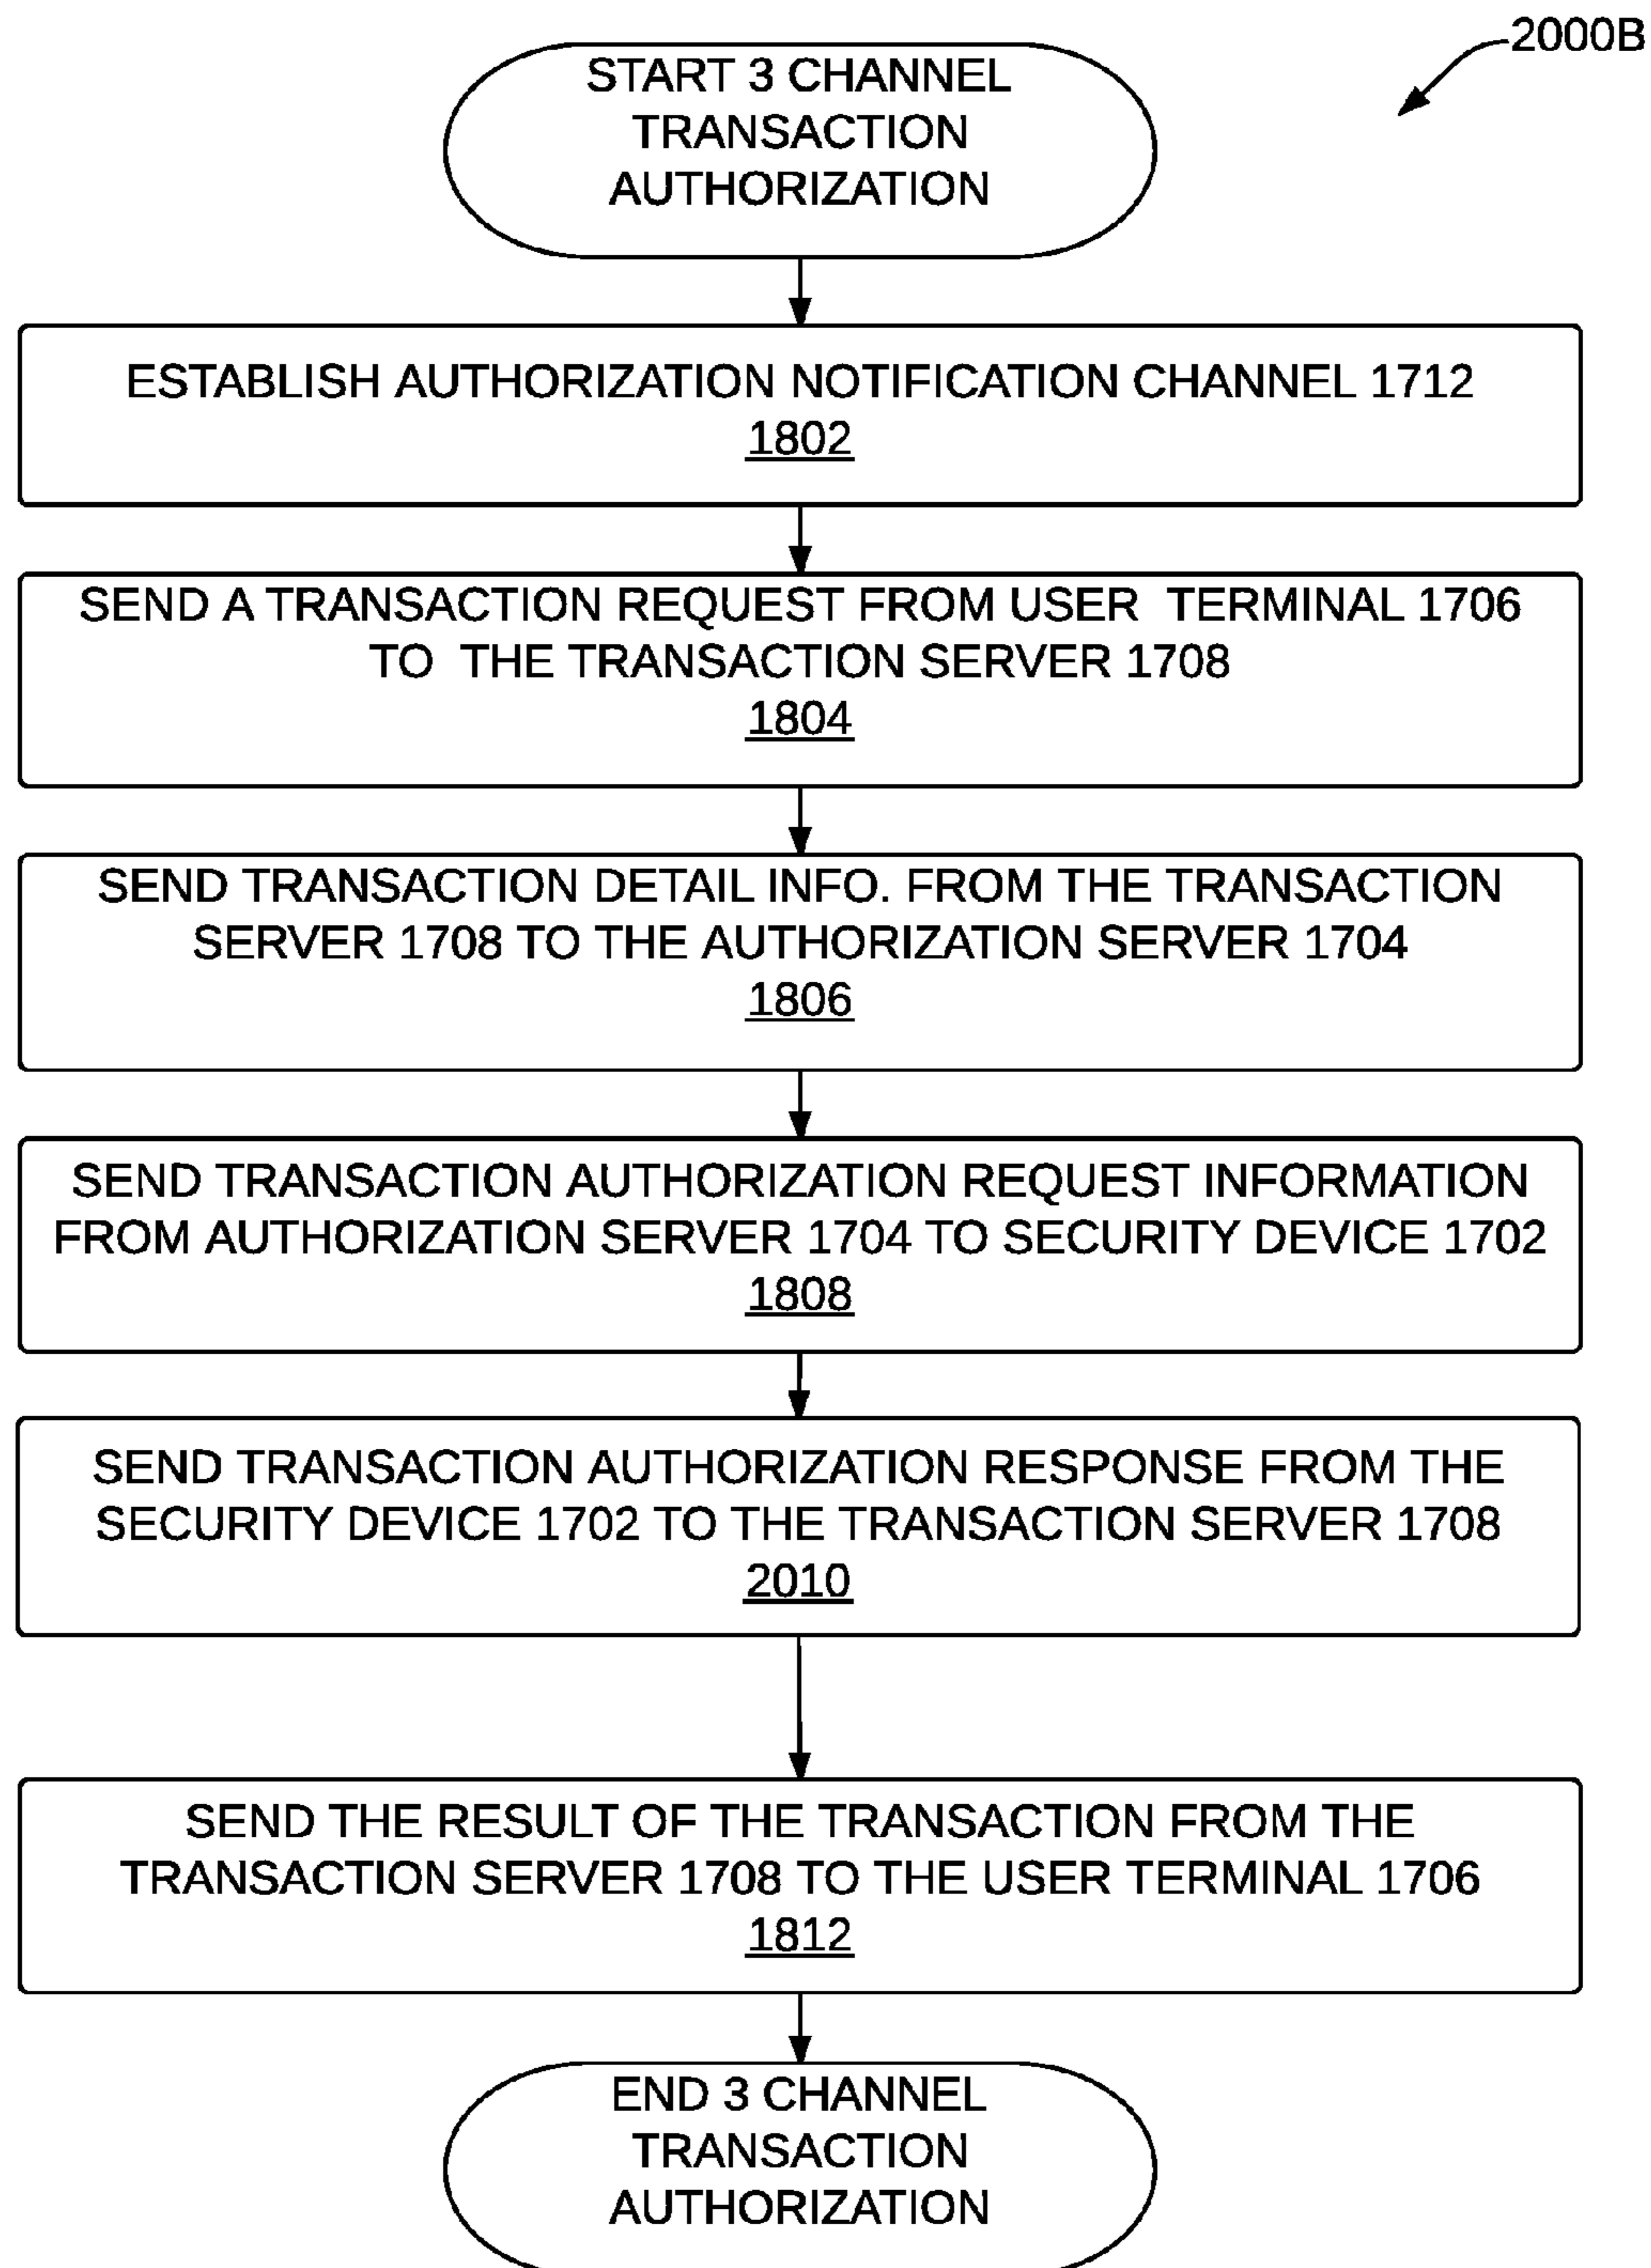 2000B
START 3 CHANNEL
TRANSACTION
AUTHORIZATION
ESTABLISH AUTHORIZATION NOTIFICATION CHANNEL 1712
1802
SEND A TRANSACTION REQUEST FROM USER TERMINAL 1706
TO THE TRANSACTION SERVER 1708
1804
SEND TRANSACTION DETAIL INFO. FROM THE TRANSACTION
SERVER 1708 TO THE AUTHORIZATION SERVER 1704
1806
SEND TRANSACTION AUTHORIZATION REQUEST INFORMATION
FROM AUTHORIZATION SERVER 1704 TO SECURITY DEVICE 1702
1808
SEND TRANSACTION AUTHORIZATION RESPONSE FROM THE
SECURITY DEVICE 1702 TO THE TRANSACTION SERVER 1708
2010
SEND THE RESULT OF THE TRANSACTION FROM THE
TRANSACTION SERVER 1708 TO THE USER TERMINAL 1706
1812
END 3 CHANNEL
TRANSACTION
AUTHORIZATION